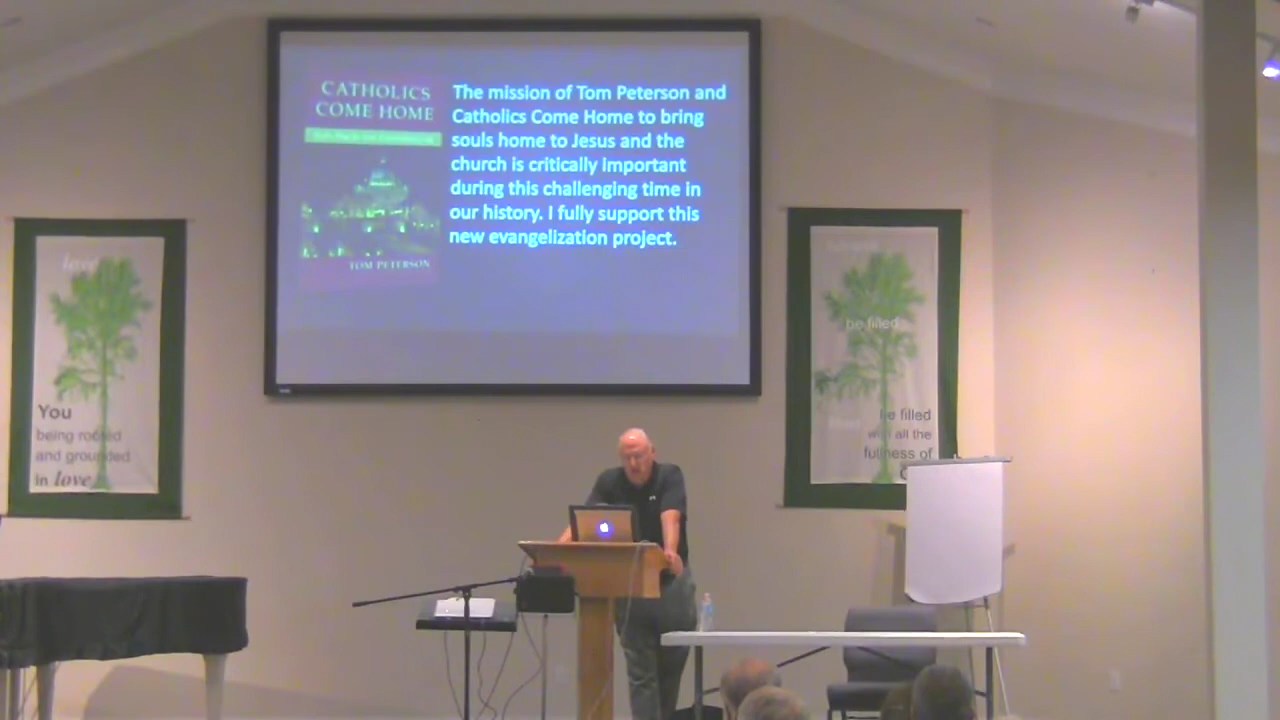 CATHOLICS
COME HOME
TOM PETERSON
The mission of Tom Peterson and
Catholics Come Home to bring
souls home to Jesus and the
church is critically important
during this challenging time in
our history. I fully support this
new evangelization project.
love
You
being rooted
and grounded
in love
be filled
be filled
with all the
fullness of